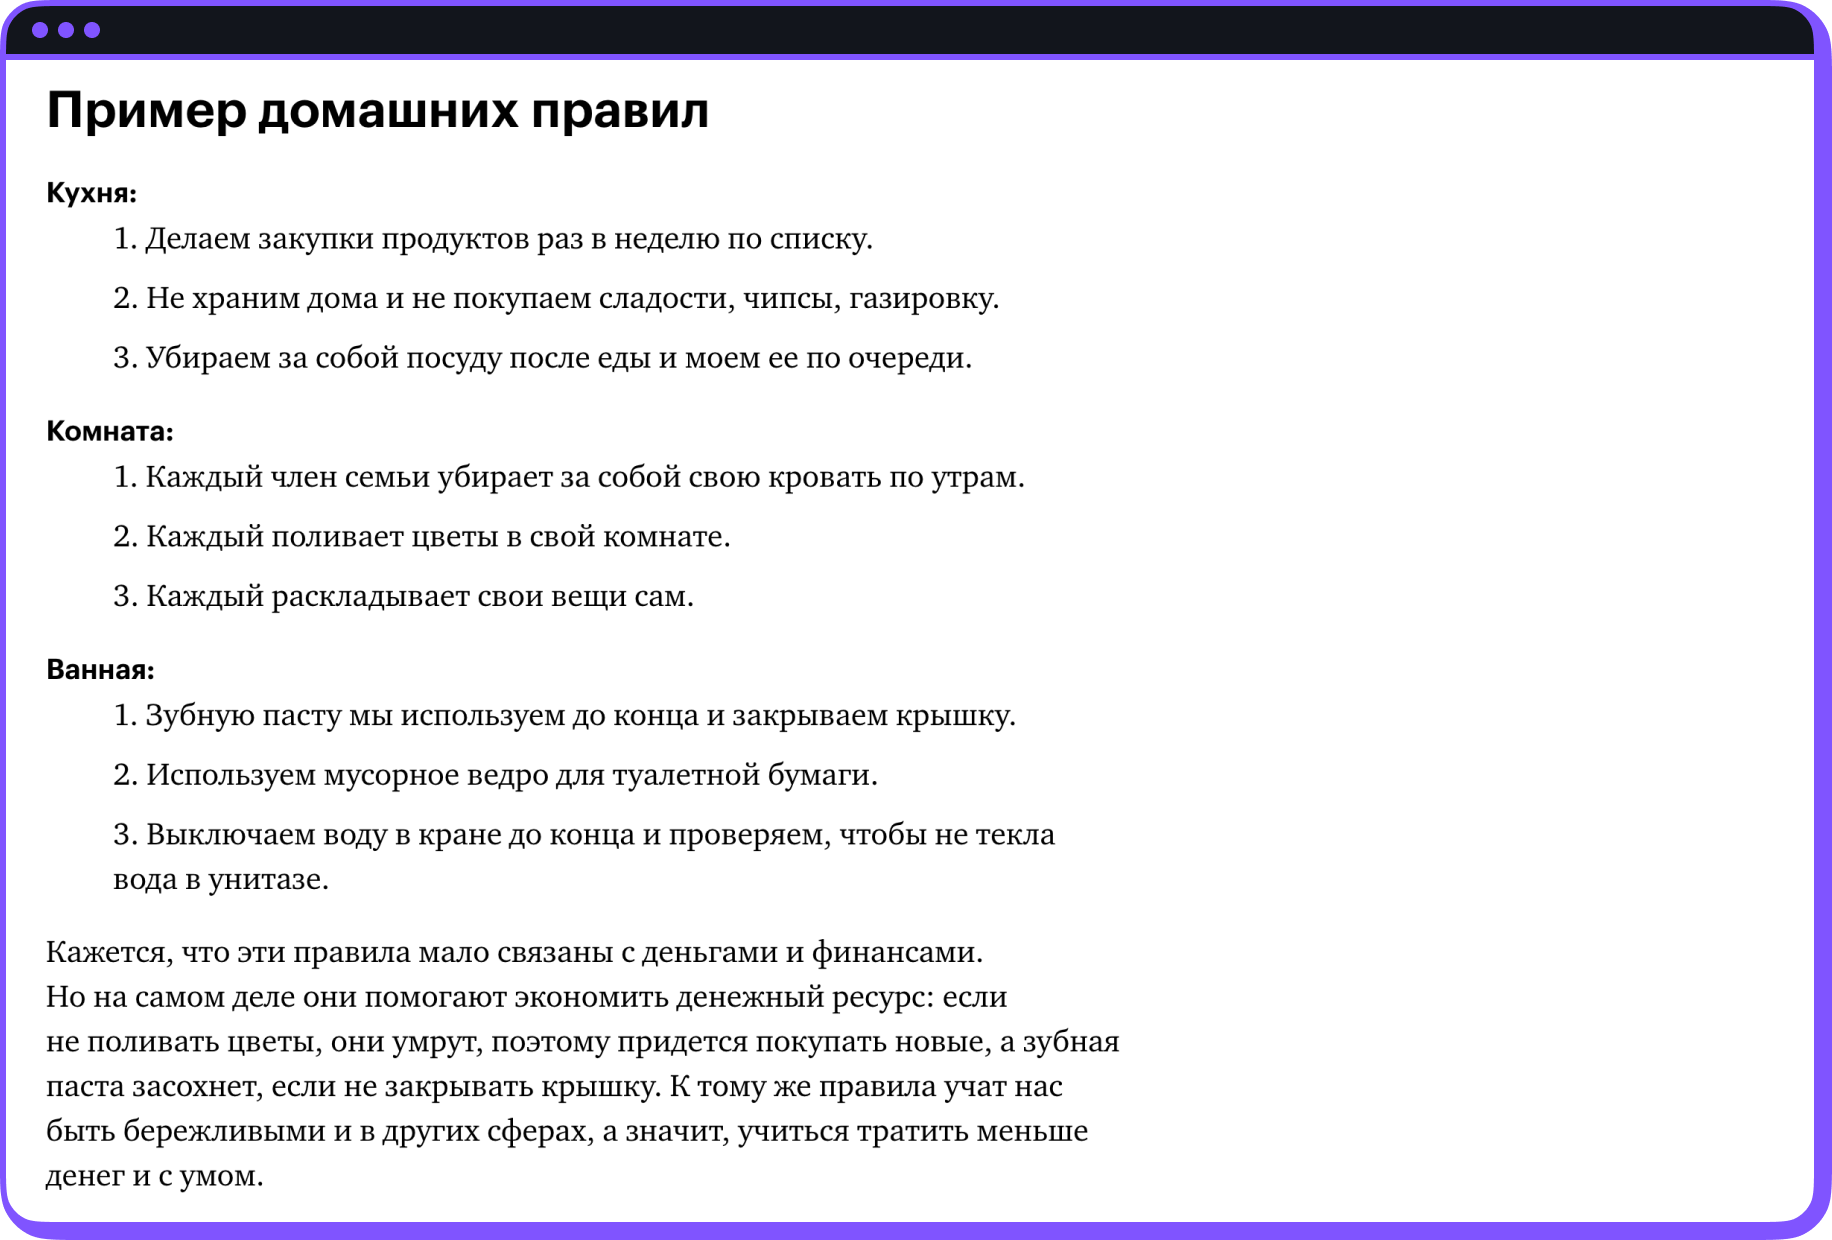 Пример домашних правил
Кухня:
1. Делаем закупки продуктов раз в неделю по списку.
2. Не храним дома и не покупаем сладости, чипсы, газировку.
3. Убираем за собой посуду после еды и моем ее по очереди.
Комната:
1. Каждый член семьи убирает за собой свою кровать по утрам.
2. Каждый поливает цветы в свой комнате.
3. Каждый раскладывает свои вещи сам.
Ванная:
1. Зубную пасту мы используем до конца и закрываем крышку.
2. Используем мусорное ведро для туалетной бумаги.
3. Выключаем воду в кране до конца и проверяем, чтобы не текла
вода в унитазе.
Кажется, что эти правила мало связаны с деньгами и финансами.
Но на самом деле они помогают экономить денежный ресурс: если
не поливать цветы, они умрут, поэтому придется покупать новые, а зубная
паста засохнет, если не закрывать крышку. К тому же правила учат нас
быть бережливыми и в других сферах, а значит, учиться тратить меньше
денег и с умом.